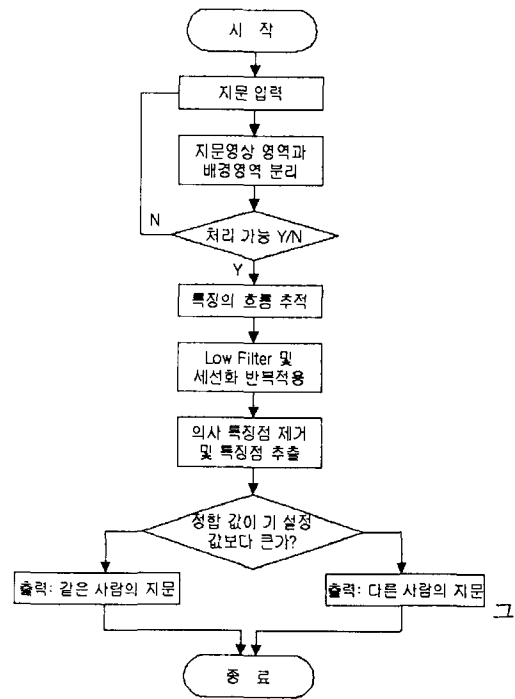 시 작
지문 입력
지문영상 영역과
배경영역 분리
N
처리 가능 Y/N
Y
특징의 흐름 추적
Low Filter 및
세선화 반복적용
의사 특징점 제거
및 특징점 추출
정합 값이 기 설정
값보다 큰가?
출력: 같은 사람의 지문
출력: 다른 사람의 지문
그
종 료